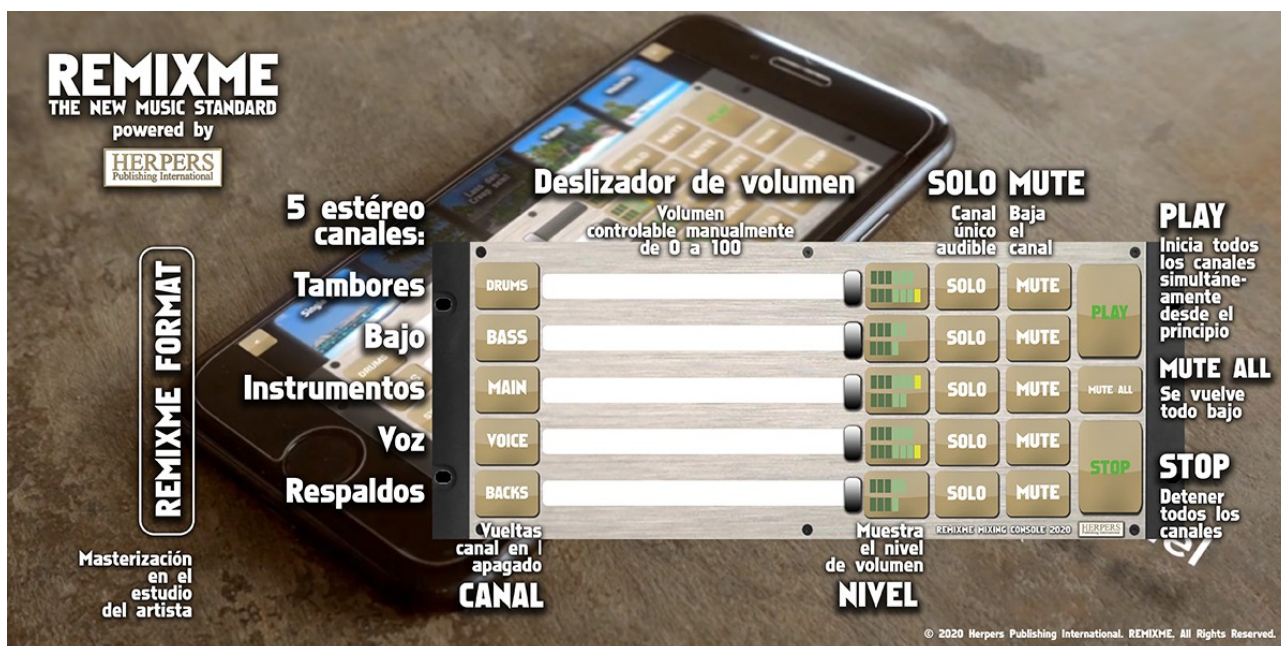 REMIXME
THE NEW MUSIC STANDARD
powered by
HERPERS
Publishing International
5 estéreo
canales:
Deslizador de volumen
Volumen
controlable manualmente
de 0 a 100
SOLO MUTE
Canal
único
audible
Baja
el
canal
PLAY
Inicia todos
los canales
simultáne-
amente
desde el
principio
MUTE ALL
Se vuelve
todo bajo
STOP
Detener
todos los
canales
REMIXME FORMAT
Masterización
en el
estudio
del artista
Tambores
DRUMS
SOLO
MUTE
PLAY
Bajo
BASS
SOLO
MUTE
Instrumentos
MAIN
SOLO
MUTE
MUTE ALL
Voz
VOICE
SOLO
MUTE
STOP
Respaldos
BACKS
SOLO
MUTE
REMIXME MIXING CONSOLE 2020
HERPERS
Publishing International
Vueltas
canal en |
apagado
CANAL
Muestra
el nivel
de volumen
NIVEL
© 2020 Herpers Publishing International. REMIXME. All Rights Reserved.